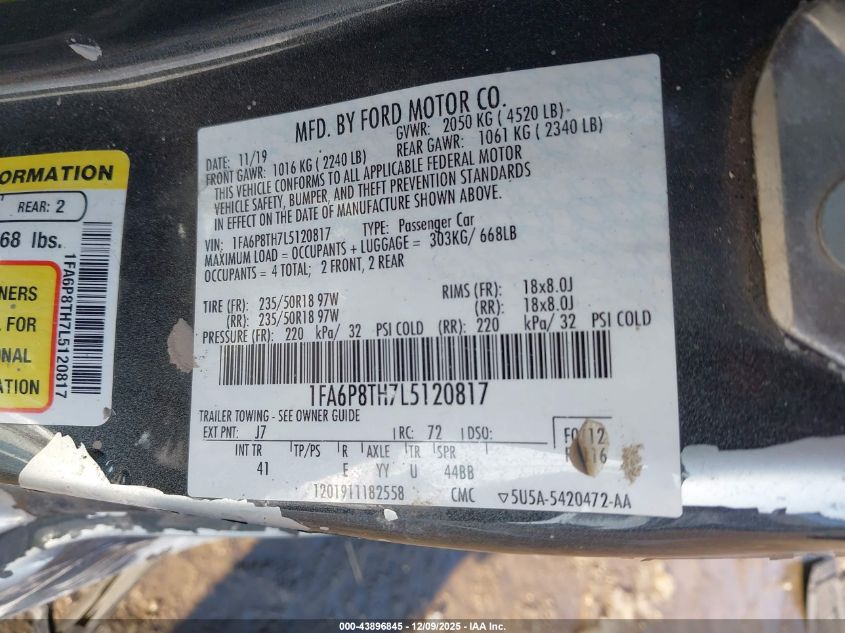 MFD. BY FORD MOTOR CO.
DATE: 11/19 GVWR: 2050 KG ( 4520 LB)
FRONT GAWR: 1016 KG ( 2240 LB) REAR GAWR: 1061 KG ( 2340 LB)
THIS VEHICLE CONFORMS TO ALL APPLICABLE FEDERAL MOTOR
VEHICLE SAFETY, BUMPER, AND THEFT PREVENTION STANDARDS
IN EFFECT ON THE DATE OF MANUFACTURE SHOWN ABOVE.
VIN: 1FA6P8TH7L5120817 TYPE: Passenger Car
MAXIMUM LOAD = OCCUPANTS + LUGGAGE = 303KG/ 668LB
OCCUPANTS = 4 TOTAL; 2 FRONT, 2 REAR
TIRE (FR): 235/50R18 97W RIMS (FR): 18x8.0J
(RR): 235/50R18 97W (RR): 18x8.0J
PRESSURE (FR): 220 kPa/ 32 PSI COLD (RR): 220 kPa/ 32 PSI COLD
1FA6P8TH7L5120817
TRAILER TOWING - SEE OWNER GUIDE
EXT PNT: J7 RC: 72 DSO:
INT TR TP/PS R AXLE TR SPR
41 E YY U 44BB
12
16
1201911182558 CMC ▽5U5A-5420472-AA
ORMATION
REAR: 2
68 lbs.
NERS
L FOR
ONAL
ATION
1FA6P8TH7L5120817
000-43896845 - 12/09/2025 - IAA Inc.